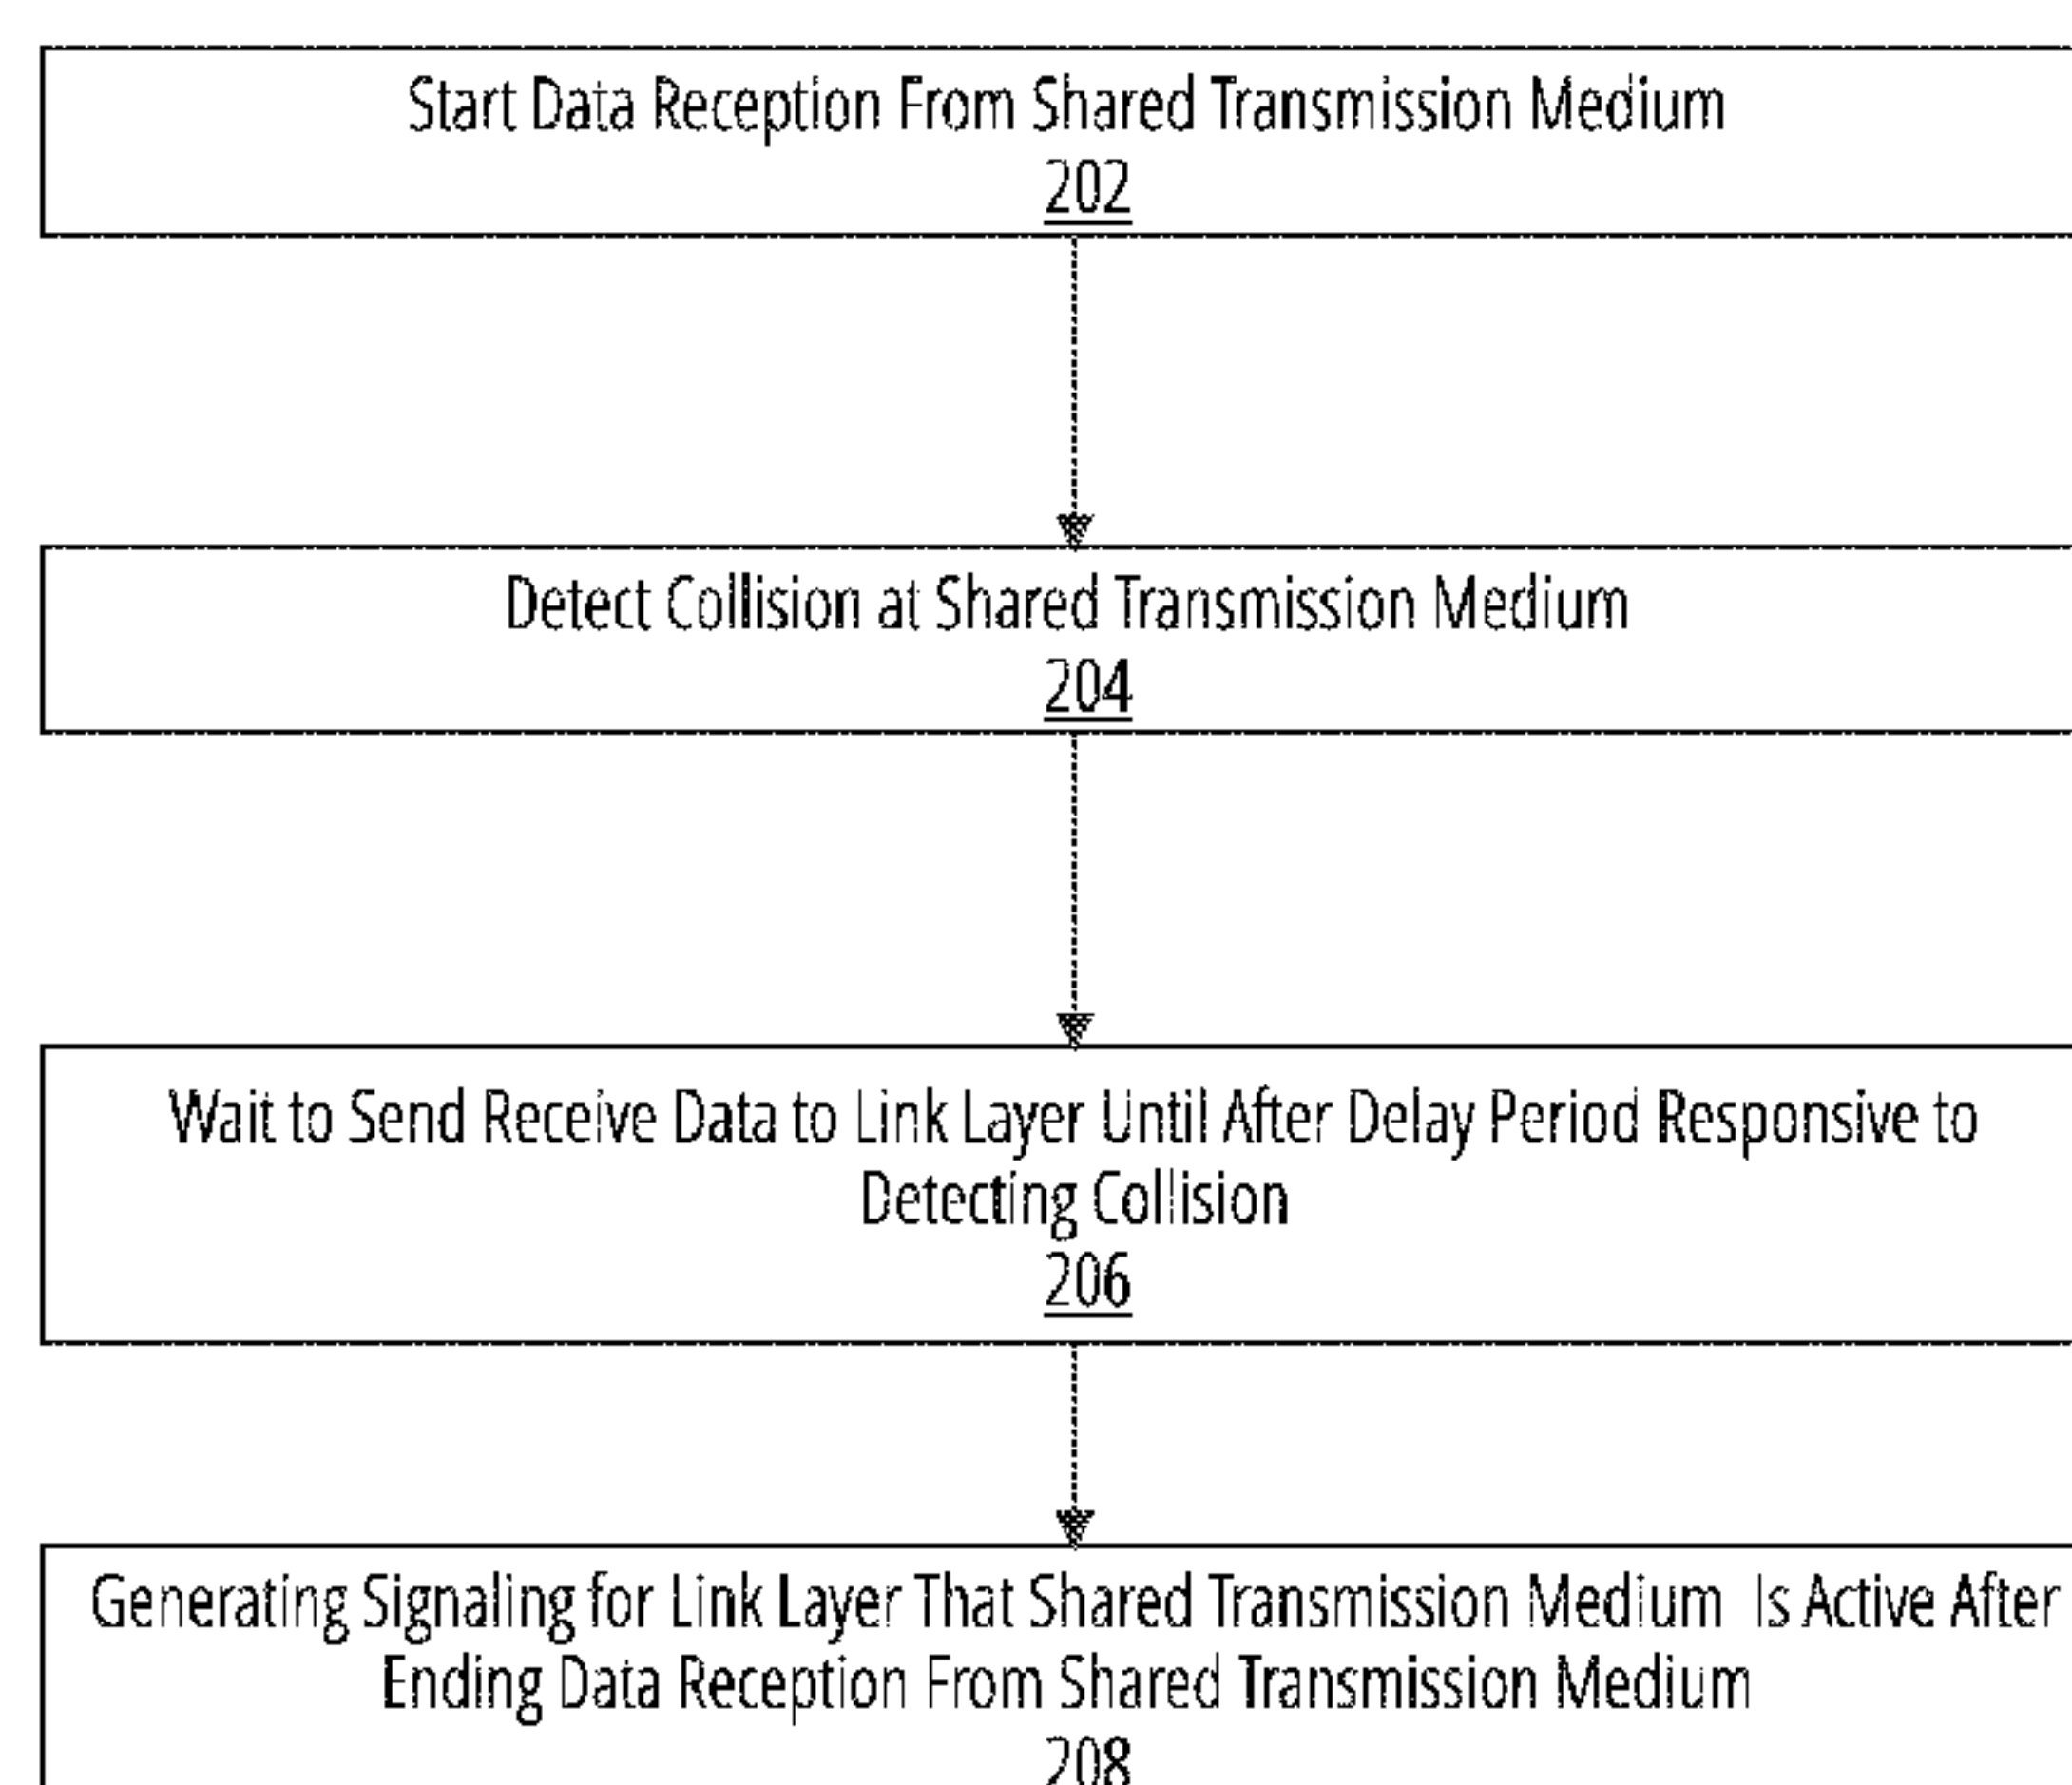 Start Data Reception From Shared Transmission Medium
202
Detect Collision at Shared Transmission Medium
204
Wait to Send Receive Data to Link Layer Until After Delay Period Responsive to
Detecting Collision
206
Generating Signaling for Link Layer That Shared Transmission Medium Is Active After
Ending Data Reception From Shared Transmission Medium
208